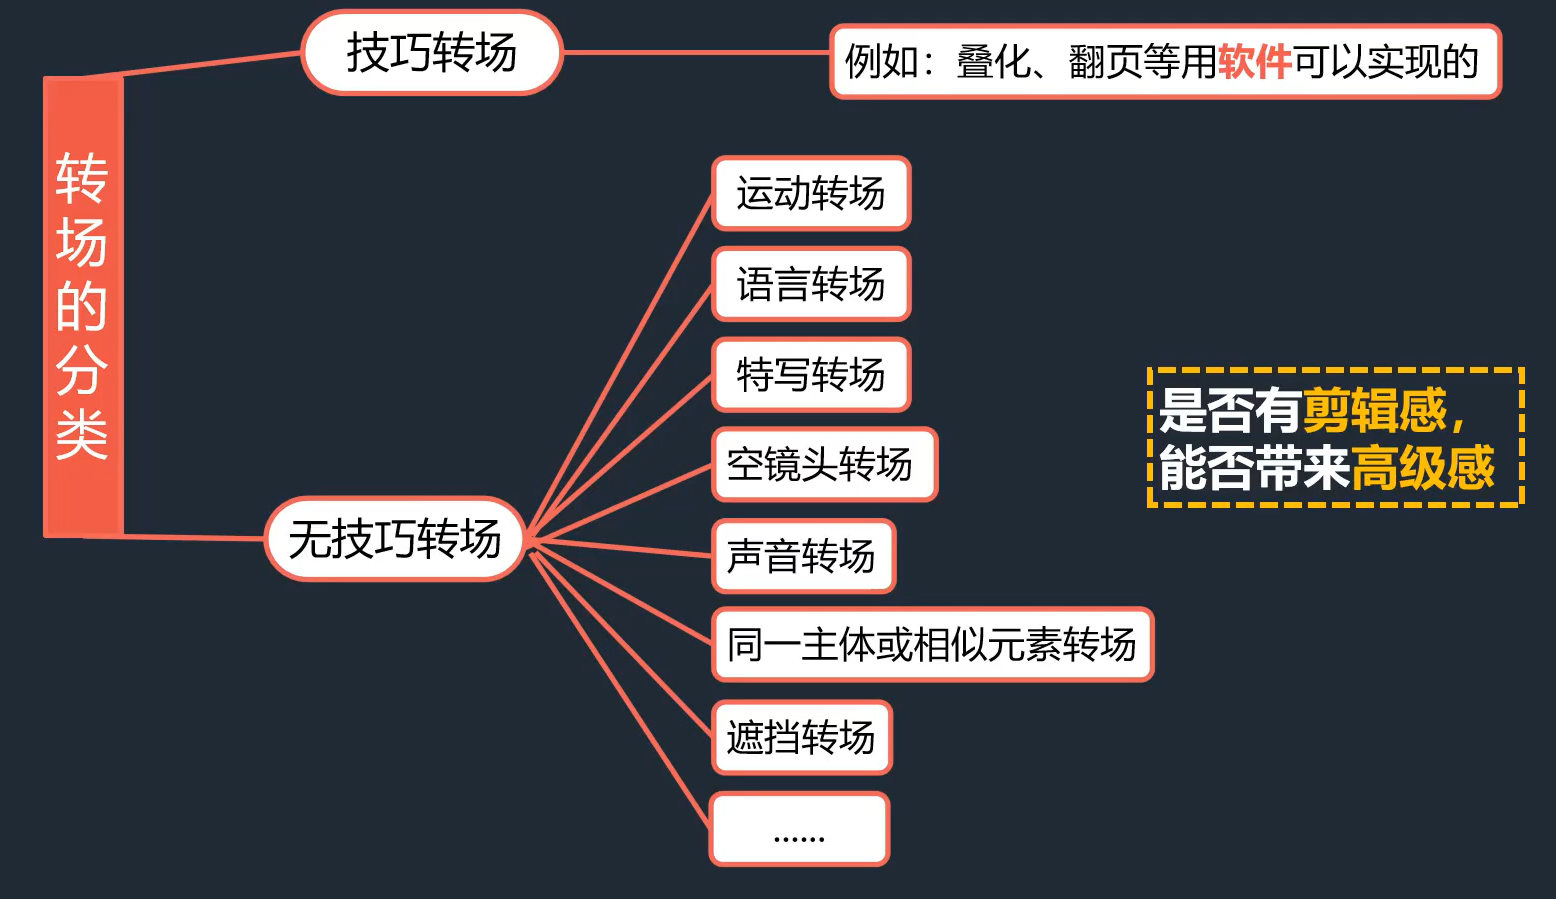 转场的分类
技巧转场
例如：叠化、翻页等用软件可以实现的
无技巧转场
运动转场
语言转场
特写转场
空镜头转场
声音转场
同一主体或相似元素转场
遮挡转场
......
是否有剪辑感，
能否带来高级感